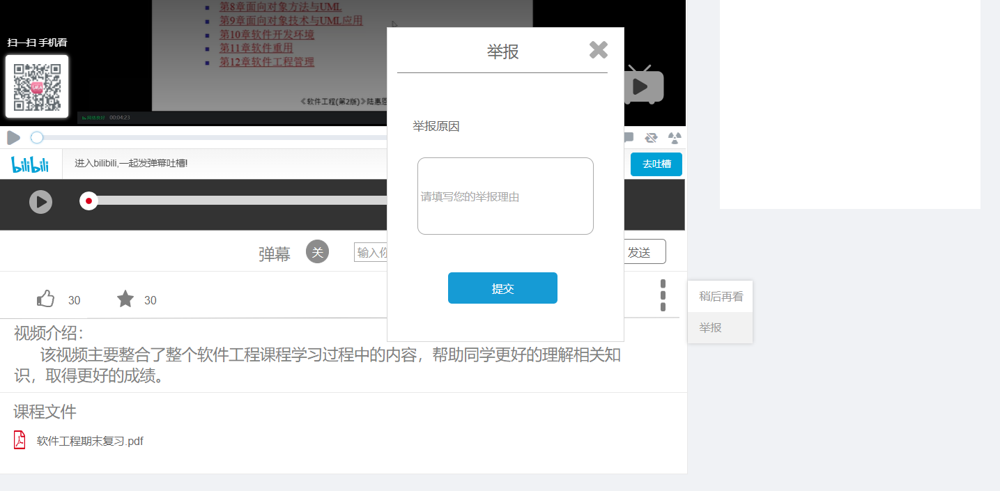 第8章面向对象方法与UML
第9章面向对象技术与UML应用
第10章软件开发环境
第11章软件重用
第12章软件工程管理
扫一扫 手机看
《软件工程(第2版)》陆惠恩
00:04:23
举报
举报原因
请填写您的举报理由
提交
bilibili
进入bilibili,一起发弹幕吐槽!
去吐槽
弹幕
关
输入你
发送
30
30
稍后再看
举报
视频介绍：
该视频主要整合了整个软件工程课程学习过程中的内容，帮助同学更好的理解相关知
识，取得更好的成绩。
课程文件
软件工程期末复习.pdf